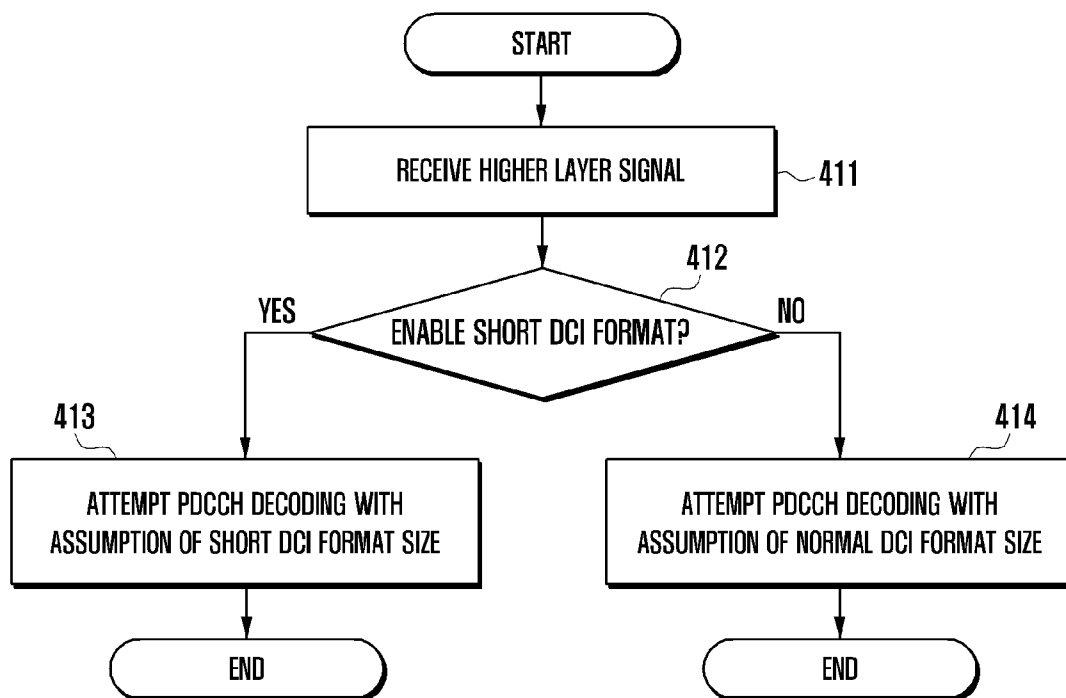 START
RECEIVE HIGHER LAYER SIGNAL
411
412
YES
ENABLE SHORT DCI FORMAT?
NO
413
ATTEMPT PDCCH DECODING WITH
ASSUMPTION OF SHORT DCI FORMAT SIZE
414
ATTEMPT PDCCH DECODING WITH
ASSUMPTION OF NORMAL DCI FORMAT SIZE
END
END